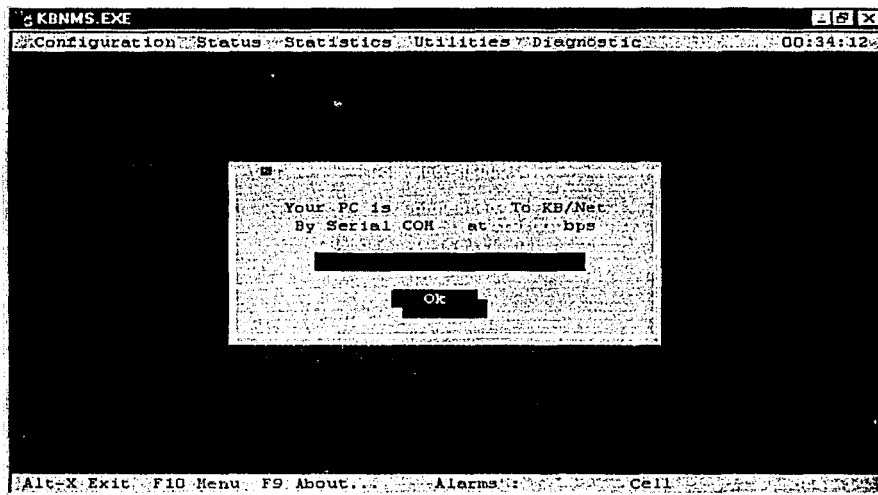 KBNMS.EXE
Configuration Status Statistics Utilities Diagnostic 00:34:12
Your PC is To KB/Net
By Serial COM at bps
Ok
Alt-X Exit F10 Menu F9 About... Alarms : Cell